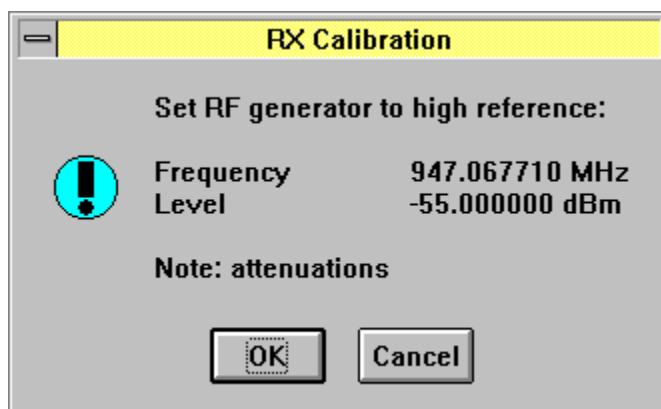 RX Calibration
Set RF generator to high reference:
Frequency 947.067710 MHz
Level -55.000000 dBm
Note: attenuations
OK Cancel